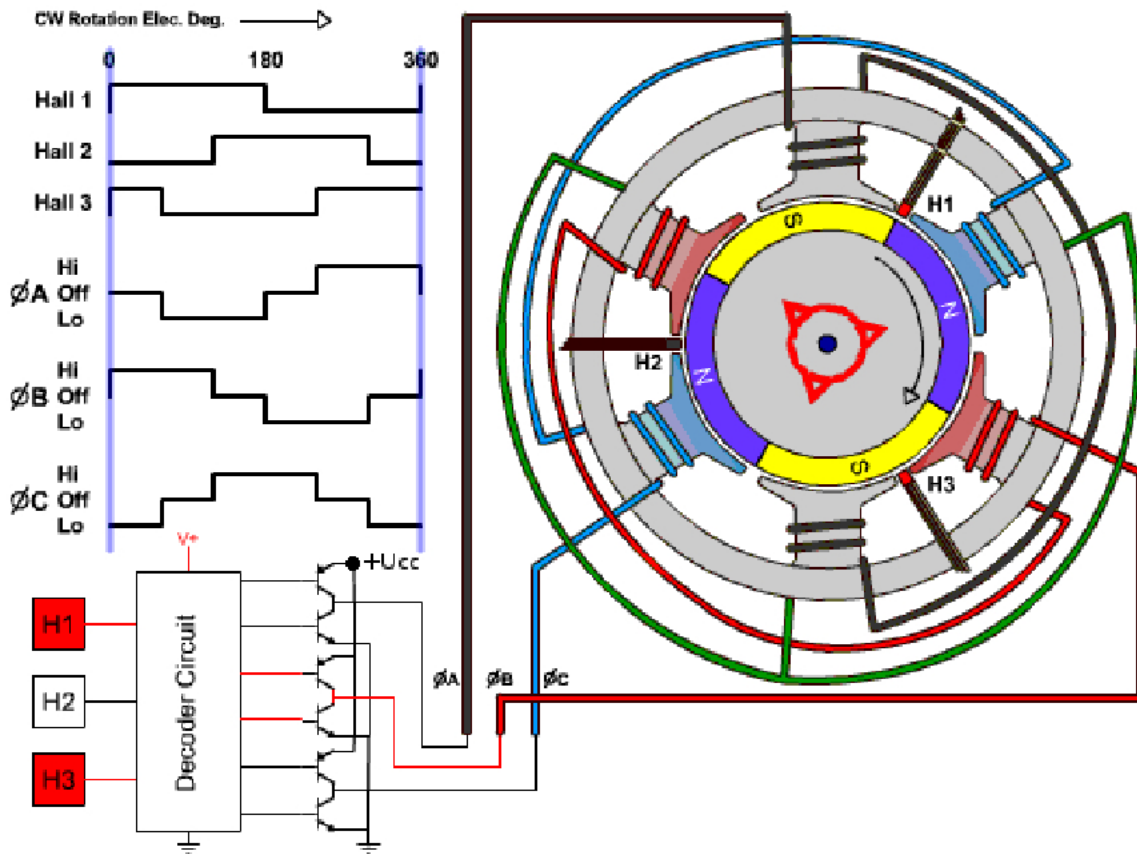 CW Rotation Elec. Deg.
0 180 360
Hall 1
Hall 2
Hall 3
Hi
ØA Off
Lo
Hi
ØB Off
Lo
Hi
ØC Off
Lo
V+
+Ucc
H1
H2
H3
Decoder Circuit
ØA ØB ØC
S
H1
N
H2
N
S
H3